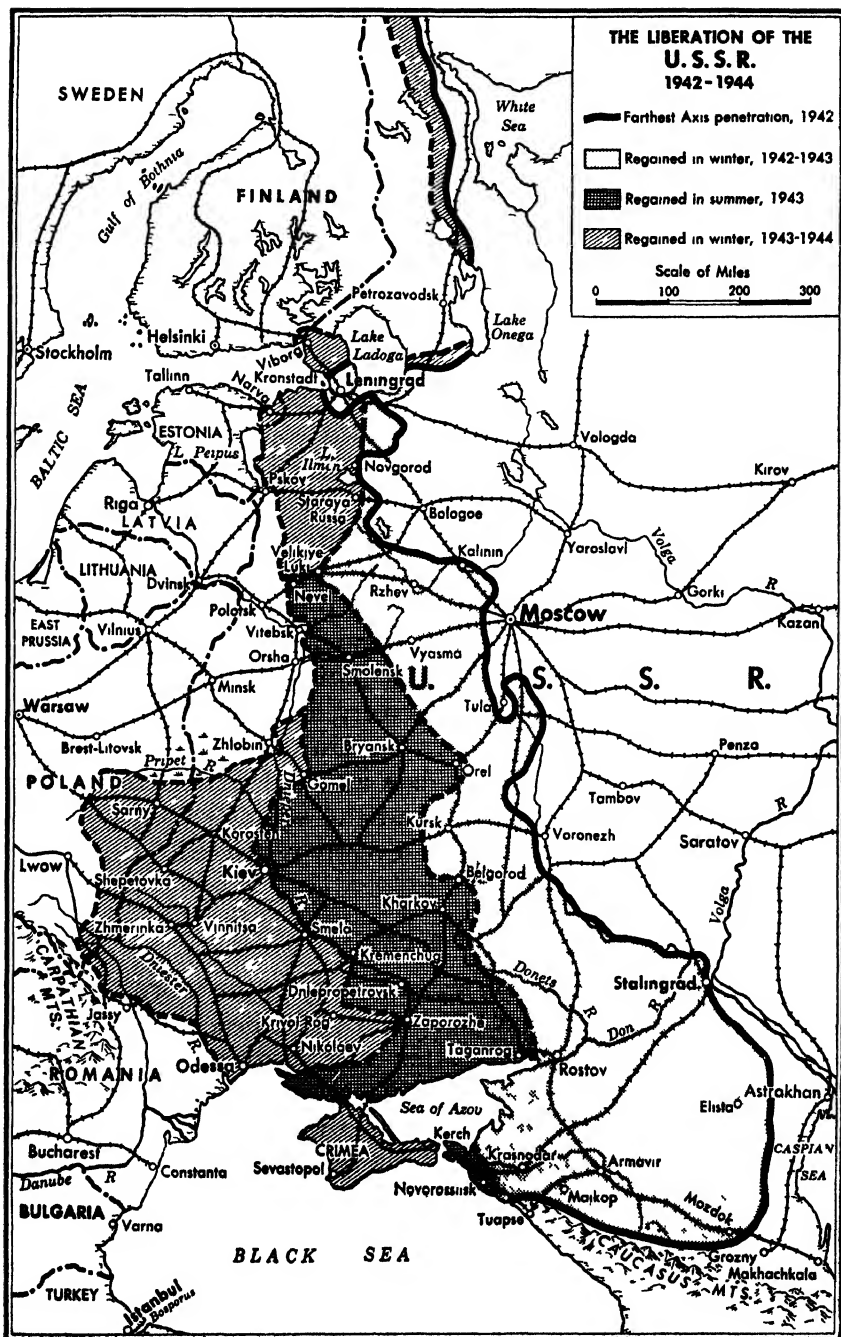 THE LIBERATION OF THE
U.S.S.R.
1942-1944
Farthest Axis penetration, 1942
Regained in winter, 1942-1943
Regained in summer, 1943
Regained in winter, 1943-1944
Scale of Miles
0 100 200 300
SWEDEN
White
Sea
Gulf of Bothnia
FINLAND
Petrozavodsk
Lake
Onega
Lake
Ladoga
Helsinki
Viborg
Stockholm
Kronstadt
Leningrad
Tallinn
Narva
BALTIC SEA
ESTONIA
L. Peipus
L.
Ilmen
Novgorod
Vologda
Kirov
Pskov
Riga
Staraya
Russa
Bologoe
LATVIA
Yaroslavl
Volga
R
Velikiye
Luki
Kalinin
LITHUANIA
Dvinsk
Nevel
Rzhev
Gorki
Polotsk
Moscow
Kazan
EAST
PRUSSIA
Vilnius
Vitebsk
Vyasma
Orsha
Smolensk
U. S. S. R.
Minsk
Tula
Warsaw
Brest-Litovsk
Zhlobin
Bryansk
Penza
Pripet R
Orel
POLAND
Gomel
Dnieper
Tambov
R
Sarny
Korosten
Kursk
Voronezh
Saratov
Lwow
Kiev
Shepetovka
Belgorod
Volga
Kharkov
R
Zhmerinka
Vinnitsa
Smela
CARPATHIAN
MTS.
Dniester
Kremenchug
Donets
R
Stalingrad
Dnepropetrovsk
Don
R
Jassy
Krivoi Rog
Zaporozhe
R.
Nikolaev
Taganrog
Rostov
ROMANIA
Odessa
Astrakhan
Elista
Sea of Azov
Kerch
CASPIAN
SEA
Bucharest
CRIMEA
Krasnodar
Armavir
Constanta
Sevastopol
Danube R
Novorossiisk
Maikop
Mozdok
BULGARIA
Varna
Tuapse
Grozny
CAUCASUS MTS.
Makhachkala
BLACK SEA
TURKEY
Istanbul
Bosporus